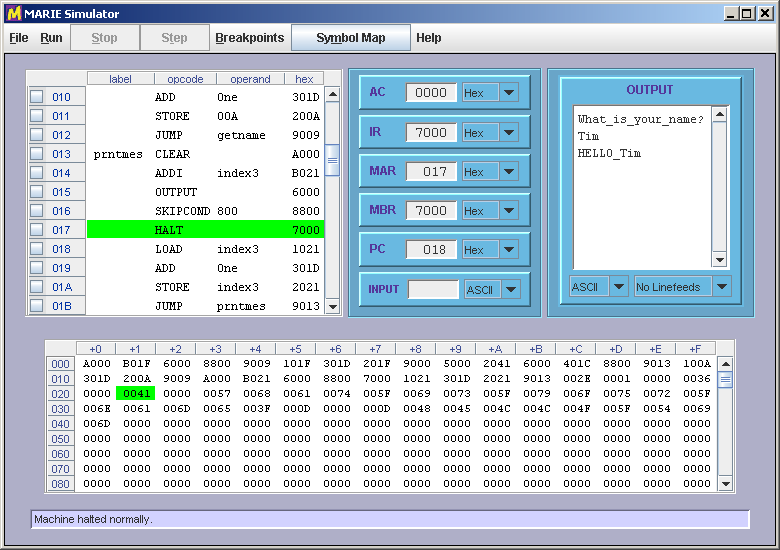 MARIE Simulator
File Run Stop Step Breakpoints Symbol Map Help
label opcode operand hex
010 ADD One 301D
011 STORE 00A 200A
012 JUMP getname 9009
013 prntmes CLEAR A000
014 ADDI index3 B021
015 OUTPUT 6000
016 SKIPCOND 800 8800
017 HALT 7000
018 LOAD index3 1021
019 ADD One 301D
01A STORE index3 2021
01B JUMP prntmes 9013
AC 0000 Hex
IR 7000 Hex
MAR 017 Hex
MBR 7000 Hex
PC 018 Hex
INPUT ASCII
OUTPUT
What_is_your_name?
Tim
HELLO_Tim
ASCII No Linefeeds
+0 +1 +2 +3 +4 +5 +6 +7 +8 +9 +A +B +C +D +E +F
000 A000 B01F 6000 8800 9009 101F 301D 201F 9000 5000 2041 6000 401C 8800 9013 100A
010 301D 200A 9009 A000 B021 6000 8800 7000 1021 301D 2021 9013 002E 0001 0000 0036
020 0000 0041 0000 0057 0068 0061 0074 005F 0069 0073 005F 0079 006F 0075 0072 005F
030 006E 0061 006D 0065 003F 000D 0000 000D 0048 0045 004C 004C 004F 005F 0054 0069
040 006D 0000 0000 0000 0000 0000 0000 0000 0000 0000 0000 0000 0000 0000 0000 0000
050 0000 0000 0000 0000 0000 0000 0000 0000 0000 0000 0000 0000 0000 0000 0000 0000
060 0000 0000 0000 0000 0000 0000 0000 0000 0000 0000 0000 0000 0000 0000 0000 0000
070 0000 0000 0000 0000 0000 0000 0000 0000 0000 0000 0000 0000 0000 0000 0000 0000
080 0000 0000 0000 0000 0000 0000 0000 0000 0000 0000 0000 0000 0000 0000 0000 0000
Machine halted normally.